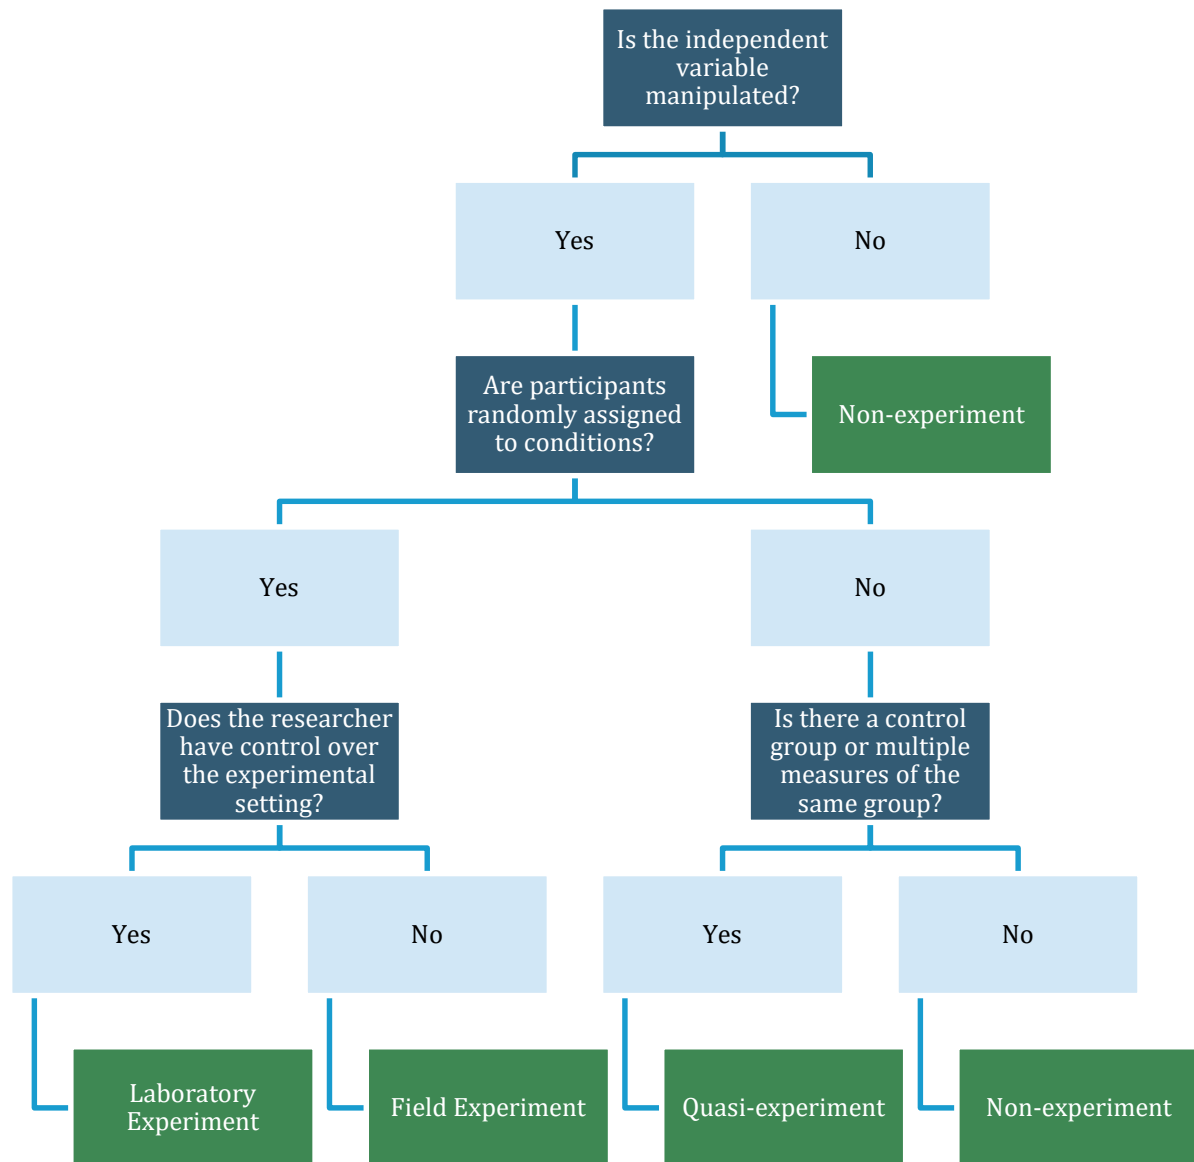 Is the independent
variable
manipulated?
Yes
No
Are participants
randomly assigned
to conditions?
Non-experiment
Yes
No
Does the researcher
have control over
the experimental
setting?
Is there a control
group or multiple
measures of the
same group?
Yes
No
Yes
No
Laboratory
Experiment
Field Experiment
Quasi-experiment
Non-experiment